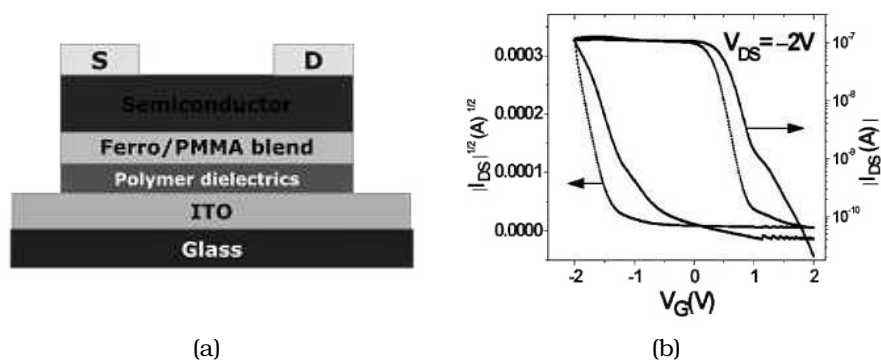 S D
Semiconductor
Ferro/PMMA blend
Polymer dielectrics
ITO
Glass
(a)
V_DS = −2V
|I_DS|^1/2 (A)^1/2
0.0003
0.0002
0.0001
0.0000
10^-7
10^-8
10^-9
10^-10
|I_DS(A)|
-2 -1 0 1 2
V_G(V)
(b)